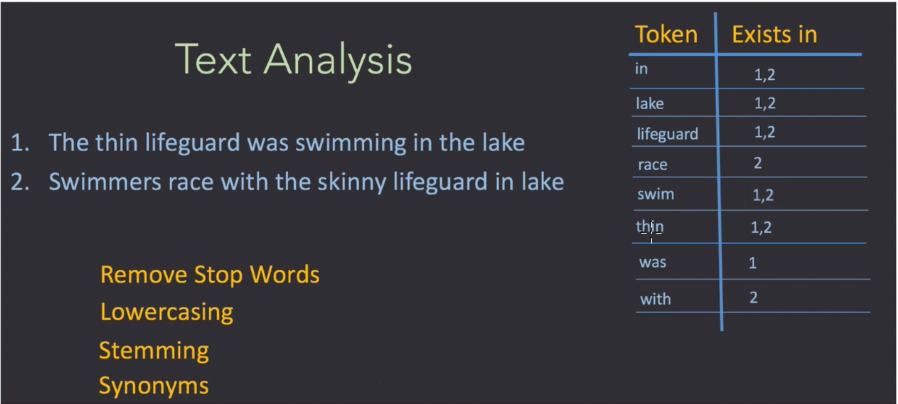 Text Analysis
1. The thin lifeguard was swimming in the lake
2. Swimmers race with the skinny lifeguard in lake
Remove Stop Words
Lowercasing
Stemming
Synonyms
Token Exists in
in 1,2
lake 1,2
lifeguard 1,2
race 2
swim 1,2
thin 1,2
was 1
with 2